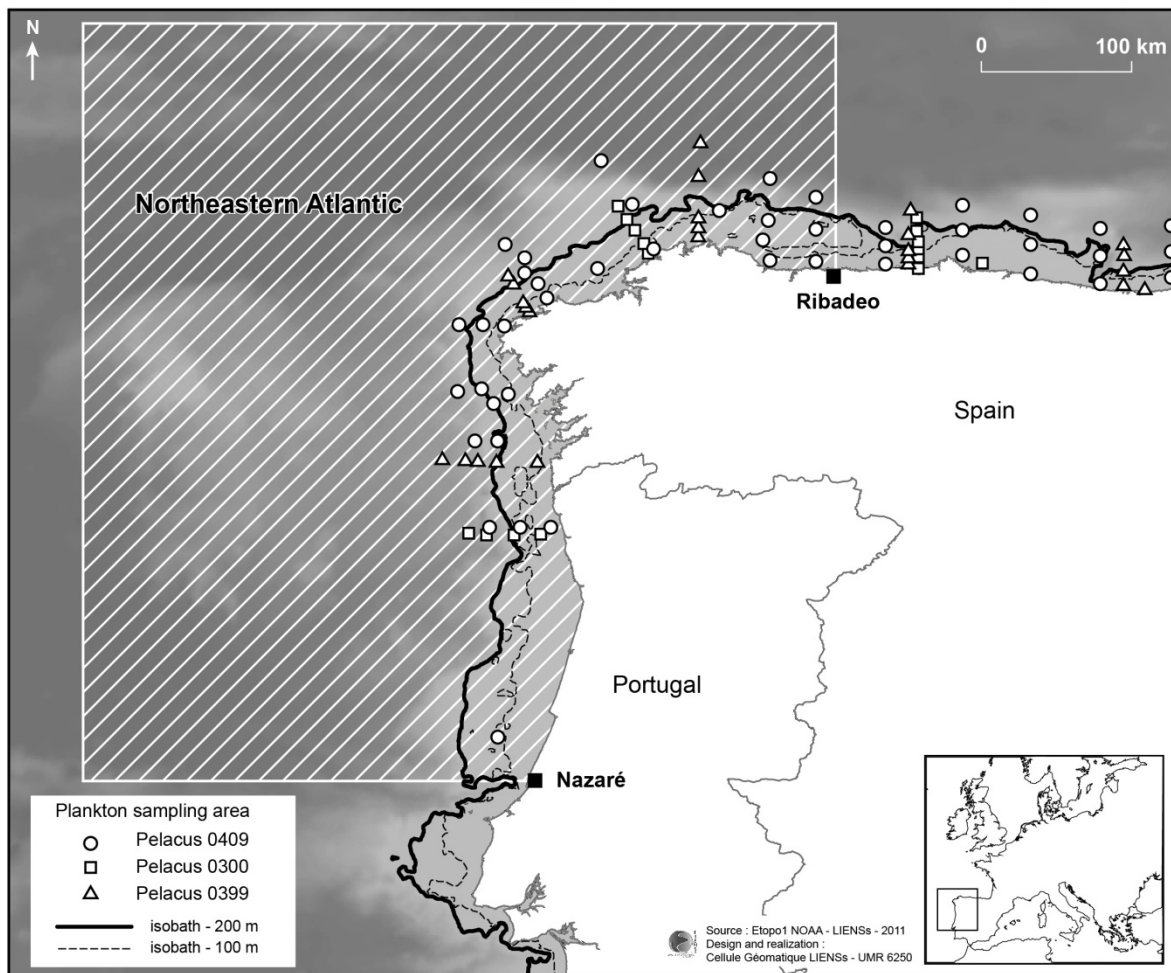 N
0 100 km
Northeastern Atlantic
Ribadeo
Spain
Portugal
Nazaré
Plankton sampling area
Pelacus 0409
Pelacus 0300
Pelacus 0399
isobath - 200 m
isobath - 100 m
Source : Etopo1 NOAA - LIENSs - 2011
Design and realization :
Cellule Géomatique LIENSs - UMR 6250